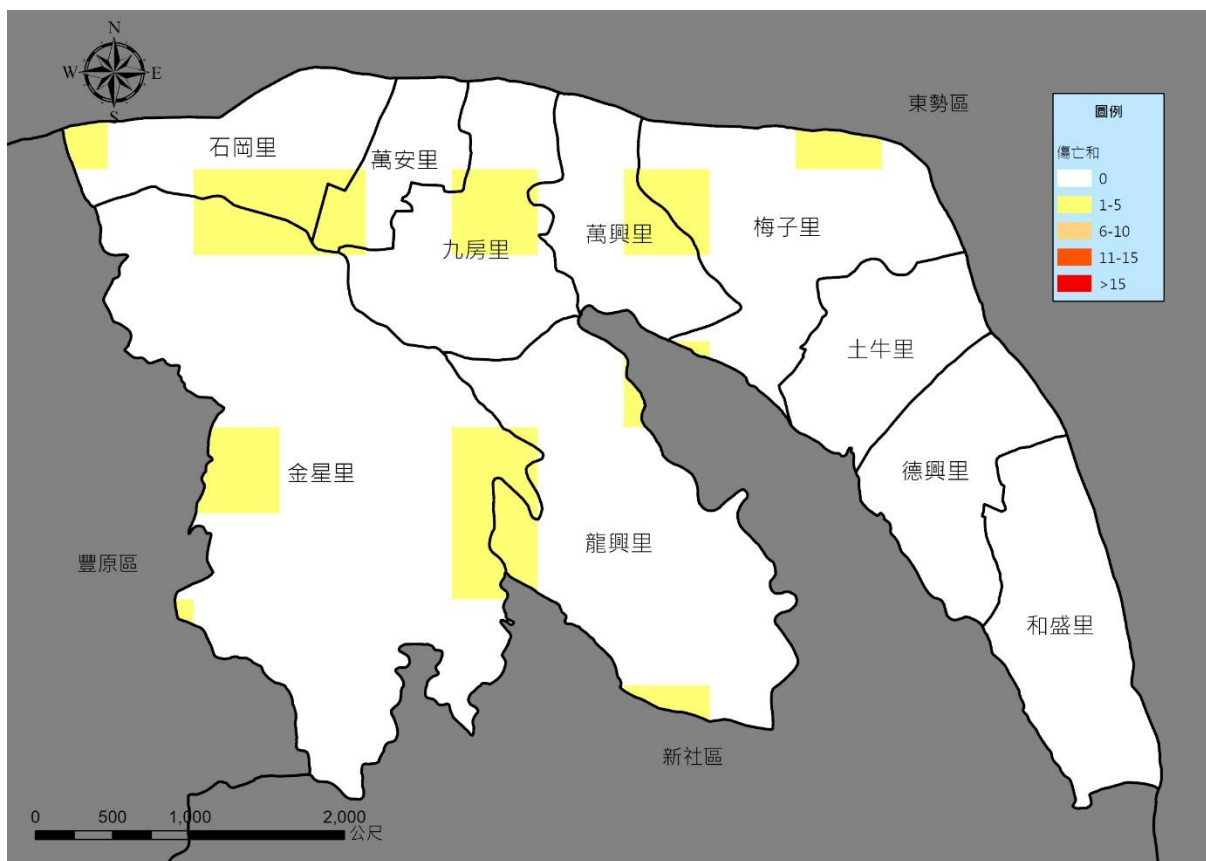 N
W
E
S
東勢區
圖例
傷亡和
0
1-5
6-10
11-15
>15
石岡里
萬安里
九房里
萬興里
梅子里
土牛里
金星里
龍興里
德興里
和盛里
豐原區
新社區
0 500 1,000 2,000
公尺